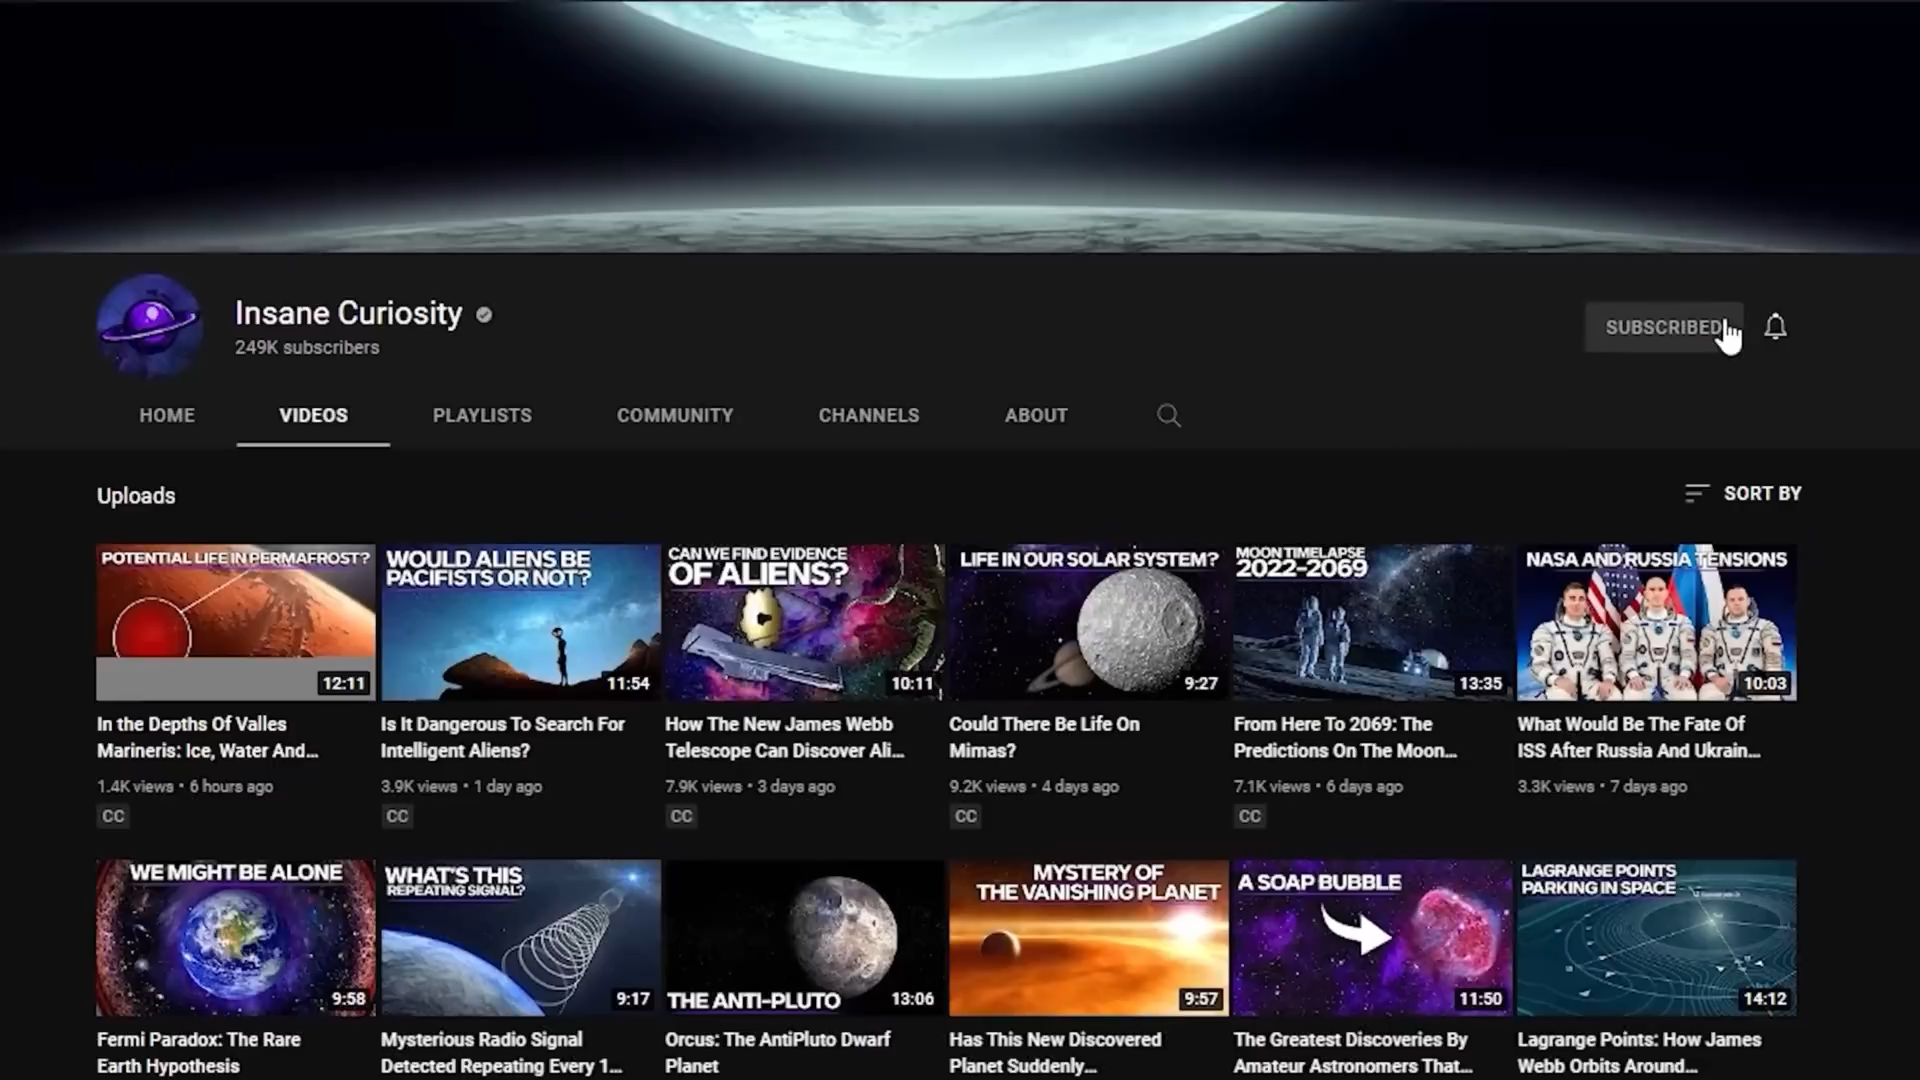 Insane Curiosity
249K subscribers
SUBSCRIBED
HOME
VIDEOS
PLAYLISTS
COMMUNITY
CHANNELS
ABOUT
Uploads
SORT BY
POTENTIAL LIFE IN PERMAFROST?
12:11
WOULD ALIENS BE
PACIFISTS OR NOT?
11:54
CAN WE FIND EVIDENCE
OF ALIENS?
10:11
LIFE IN OUR SOLAR SYSTEM?
9:27
MOON TIMELAPSE
2022-2069
13:35
NASA AND RUSSIA TENSIONS
10:03
In the Depths Of Valles
Marineris: Ice, Water And...
1.4K views • 6 hours ago
CC
Is It Dangerous To Search For
Intelligent Aliens?
3.9K views • 1 day ago
CC
How The New James Webb
Telescope Can Discover Ali...
7.9K views • 3 days ago
CC
Could There Be Life On
Mimas?
9.2K views • 4 days ago
CC
From Here To 2069: The
Predictions On The Moon...
7.1K views • 6 days ago
CC
What Would Be The Fate Of
ISS After Russia And Ukrain...
3.3K views • 7 days ago
WE MIGHT BE ALONE
9:58
WHAT'S THIS
REPEATING SIGNAL?
9:17
THE ANTI-PLUTO
13:06
MYSTERY OF
THE VANISHING PLANET
9:57
A SOAP BUBBLE
11:50
LAGRANGE POINTS
PARKING IN SPACE
14:12
Fermi Paradox: The Rare
Earth Hypothesis
Mysterious Radio Signal
Detected Repeating Every 1...
Orcus: The AntiPluto Dwarf
Planet
Has This New Discovered
Planet Suddenly...
The Greatest Discoveries By
Amateur Astronomers That...
Lagrange Points: How James
Webb Orbits Around...